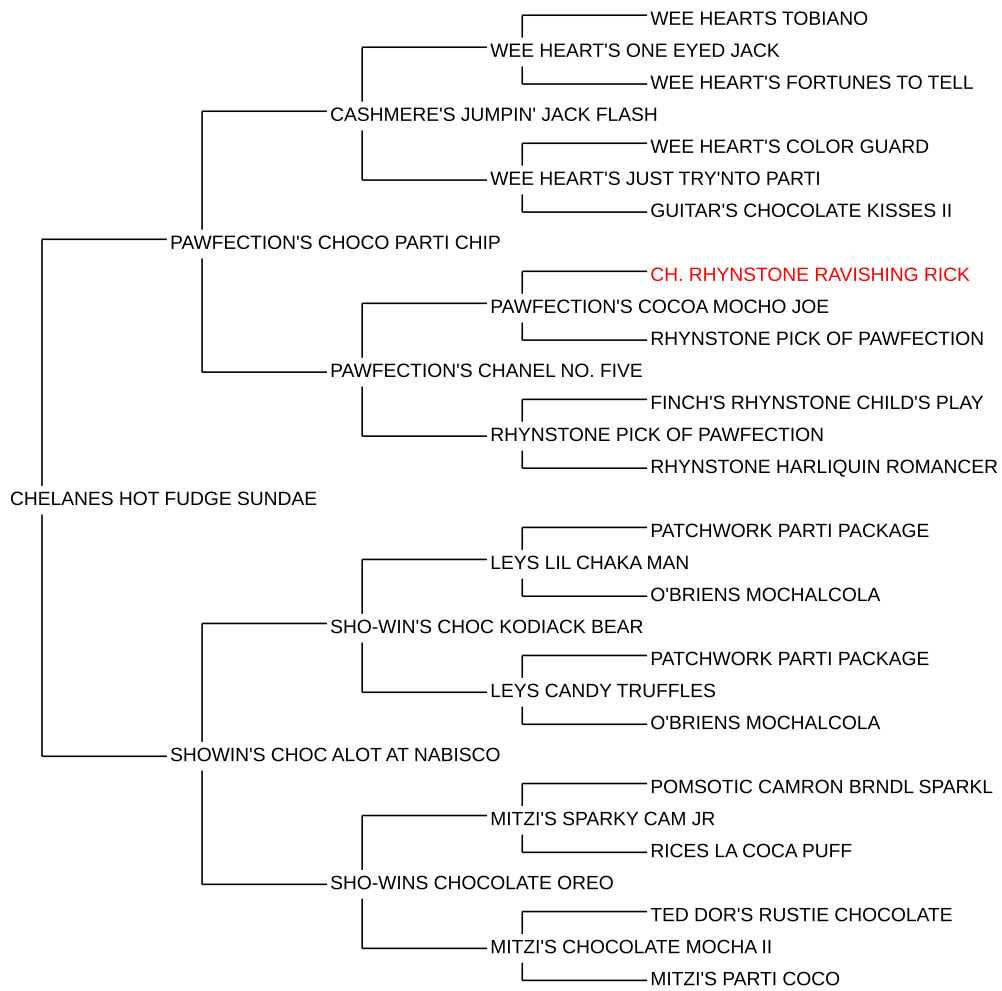 WEE HEARTS TOBIANO
WEE HEART'S ONE EYED JACK
WEE HEART'S FORTUNES TO TELL
CASHMERE'S JUMPIN' JACK FLASH
WEE HEART'S COLOR GUARD
WEE HEART'S JUST TRY'NTO PARTI
GUITAR'S CHOCOLATE KISSES II
PAWFECTION'S CHOCO PARTI CHIP
CH. RHYNSTONE RAVISHING RICK
PAWFECTION'S COCOA MOCHO JOE
RHYNSTONE PICK OF PAWFECTION
PAWFECTION'S CHANEL NO. FIVE
FINCH'S RHYNSTONE CHILD'S PLAY
RHYNSTONE PICK OF PAWFECTION
RHYNSTONE HARLIQUIN ROMANCER
CHELANES HOT FUDGE SUNDAE
PATCHWORK PARTI PACKAGE
LEYS LIL CHAKA MAN
O'BRIENS MOCHALCOLA
SHO-WIN'S CHOC KODIACK BEAR
PATCHWORK PARTI PACKAGE
LEYS CANDY TRUFFLES
O'BRIENS MOCHALCOLA
SHOWIN'S CHOC ALOT AT NABISCO
POMSOTIC CAMRON BRNDL SPARKL
MITZI'S SPARKY CAM JR
RICES LA COCA PUFF
SHO-WINS CHOCOLATE OREO
TED DOR'S RUSTIE CHOCOLATE
MITZI'S CHOCOLATE MOCHA II
MITZI'S PARTI COCO